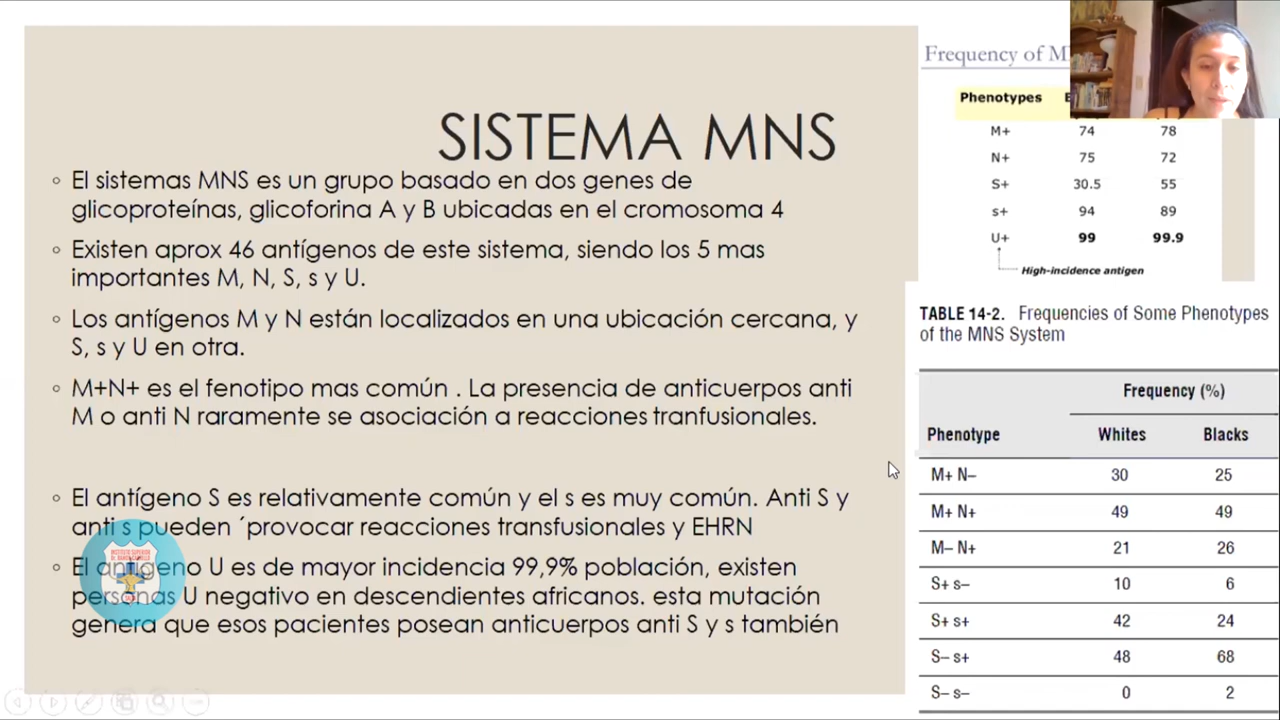 SISTEMA MNS
◦ El sistemas MNS es un grupo basado en dos genes de
glicoproteínas, glicoforina A y B ubicadas en el cromosoma 4
◦ Existen aprox 46 antígenos de este sistema, siendo los 5 mas
importantes M, N, S, s y U.
◦ Los antígenos M y N están localizados en una ubicación cercana, y
S, s y U en otra.
◦ M+N+ es el fenotipo mas común . La presencia de anticuerpos anti
M o anti N raramente se asociación a reacciones tranfusionales.
◦ El antígeno S es relativamente común y el s es muy común. Anti S y
anti s pueden ´provocar reacciones transfusionales y EHRN
◦ El antígeno U es de mayor incidencia 99,9% población, existen
personas U negativo en descendientes africanos. esta mutación
genera que esos pacientes posean anticuerpos anti S y s también
Frequency of
Phenotypes
M+ 74 78
N+ 75 72
S+ 30.5 55
s+ 94 89
U+ 99 99.9
High-incidence antigen
TABLE 14-2. Frequencies of Some Phenotypes
of the MNS System
Frequency (%)
Phenotype Whites Blacks
M+ N– 30 25
M+ N+ 49 49
M– N+ 21 26
S+ s– 10 6
S+ s+ 42 24
S– s+ 48 68
S– s– 0 2
INSTITUTO SUPERIOR